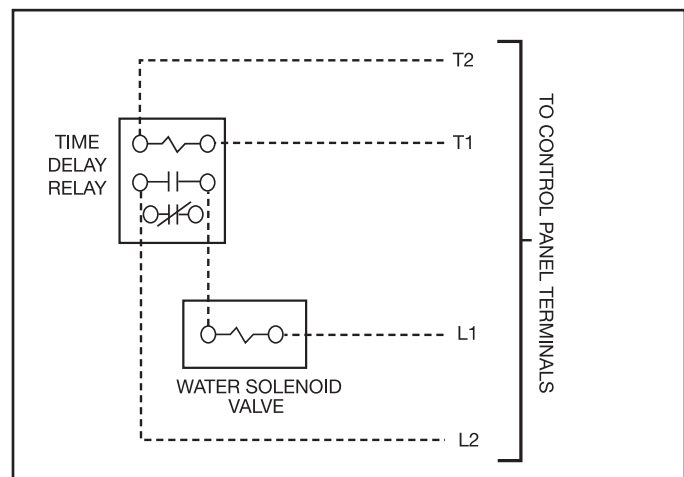 T2
TIME
DELAY
RELAY
T1
WATER SOLENOID
VALVE
L1
L2
TO CONTROL PANEL TERMINALS